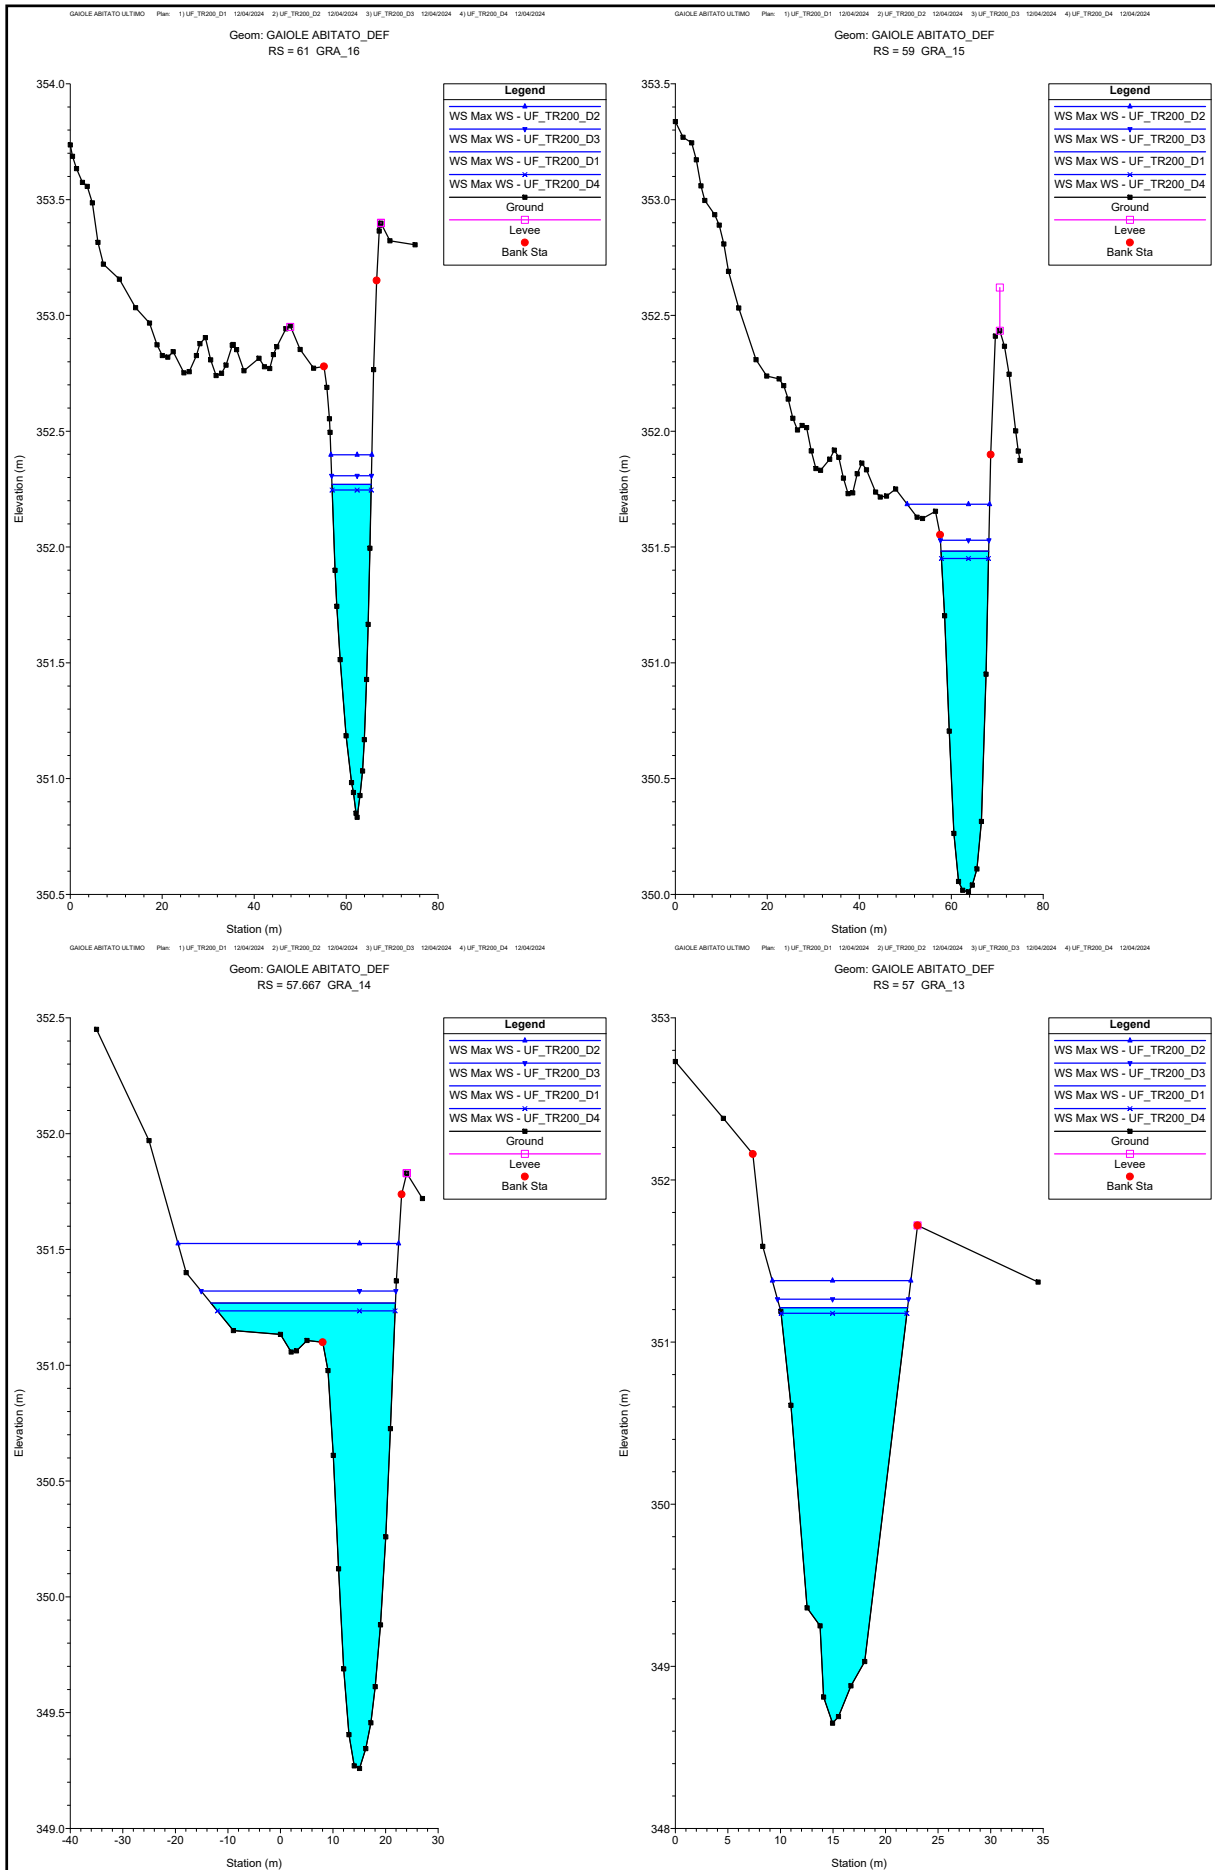 GAIOLE ABITATO ULTIMO Plan: 1) UF_TR200_D1 12/04/2024 2) UF_TR200_D2 12/04/2024 3) UF_TR200_D3 12/04/2024 4) UF_TR200_D4 12/04/2024
Geom: GAIOLE ABITATO_DEF
RS = 61 GRA_16
Legend
WS Max WS - UF_TR200_D2
WS Max WS - UF_TR200_D3
WS Max WS - UF_TR200_D1
WS Max WS - UF_TR200_D4
Ground
Levee
Bank Sta
354.0
353.5
353.0
352.5
352.0
351.5
351.0
350.5
Elevation (m)
0 20 40 60 80
Station (m)
GAIOLE ABITATO ULTIMO Plan: 1) UF_TR200_D1 12/04/2024 2) UF_TR200_D2 12/04/2024 3) UF_TR200_D3 12/04/2024 4) UF_TR200_D4 12/04/2024
Geom: GAIOLE ABITATO_DEF
RS = 59 GRA_15
Legend
WS Max WS - UF_TR200_D2
WS Max WS - UF_TR200_D3
WS Max WS - UF_TR200_D1
WS Max WS - UF_TR200_D4
Ground
Levee
Bank Sta
353.5
353.0
352.5
352.0
351.5
351.0
350.5
350.0
Elevation (m)
0 20 40 60 80
Station (m)
GAIOLE ABITATO ULTIMO Plan: 1) UF_TR200_D1 12/04/2024 2) UF_TR200_D2 12/04/2024 3) UF_TR200_D3 12/04/2024 4) UF_TR200_D4 12/04/2024
Geom: GAIOLE ABITATO_DEF
RS = 57.667 GRA_14
Legend
WS Max WS - UF_TR200_D2
WS Max WS - UF_TR200_D3
WS Max WS - UF_TR200_D1
WS Max WS - UF_TR200_D4
Ground
Levee
Bank Sta
352.5
352.0
351.5
351.0
350.5
350.0
349.5
349.0
Elevation (m)
-40 -30 -20 -10 0 10 20 30
Station (m)
GAIOLE ABITATO ULTIMO Plan: 1) UF_TR200_D1 12/04/2024 2) UF_TR200_D2 12/04/2024 3) UF_TR200_D3 12/04/2024 4) UF_TR200_D4 12/04/2024
Geom: GAIOLE ABITATO_DEF
RS = 57 GRA_13
Legend
WS Max WS - UF_TR200_D2
WS Max WS - UF_TR200_D3
WS Max WS - UF_TR200_D1
WS Max WS - UF_TR200_D4
Ground
Levee
Bank Sta
353
352
351
350
349
348
Elevation (m)
0 5 10 15 20 25 30 35
Station (m)